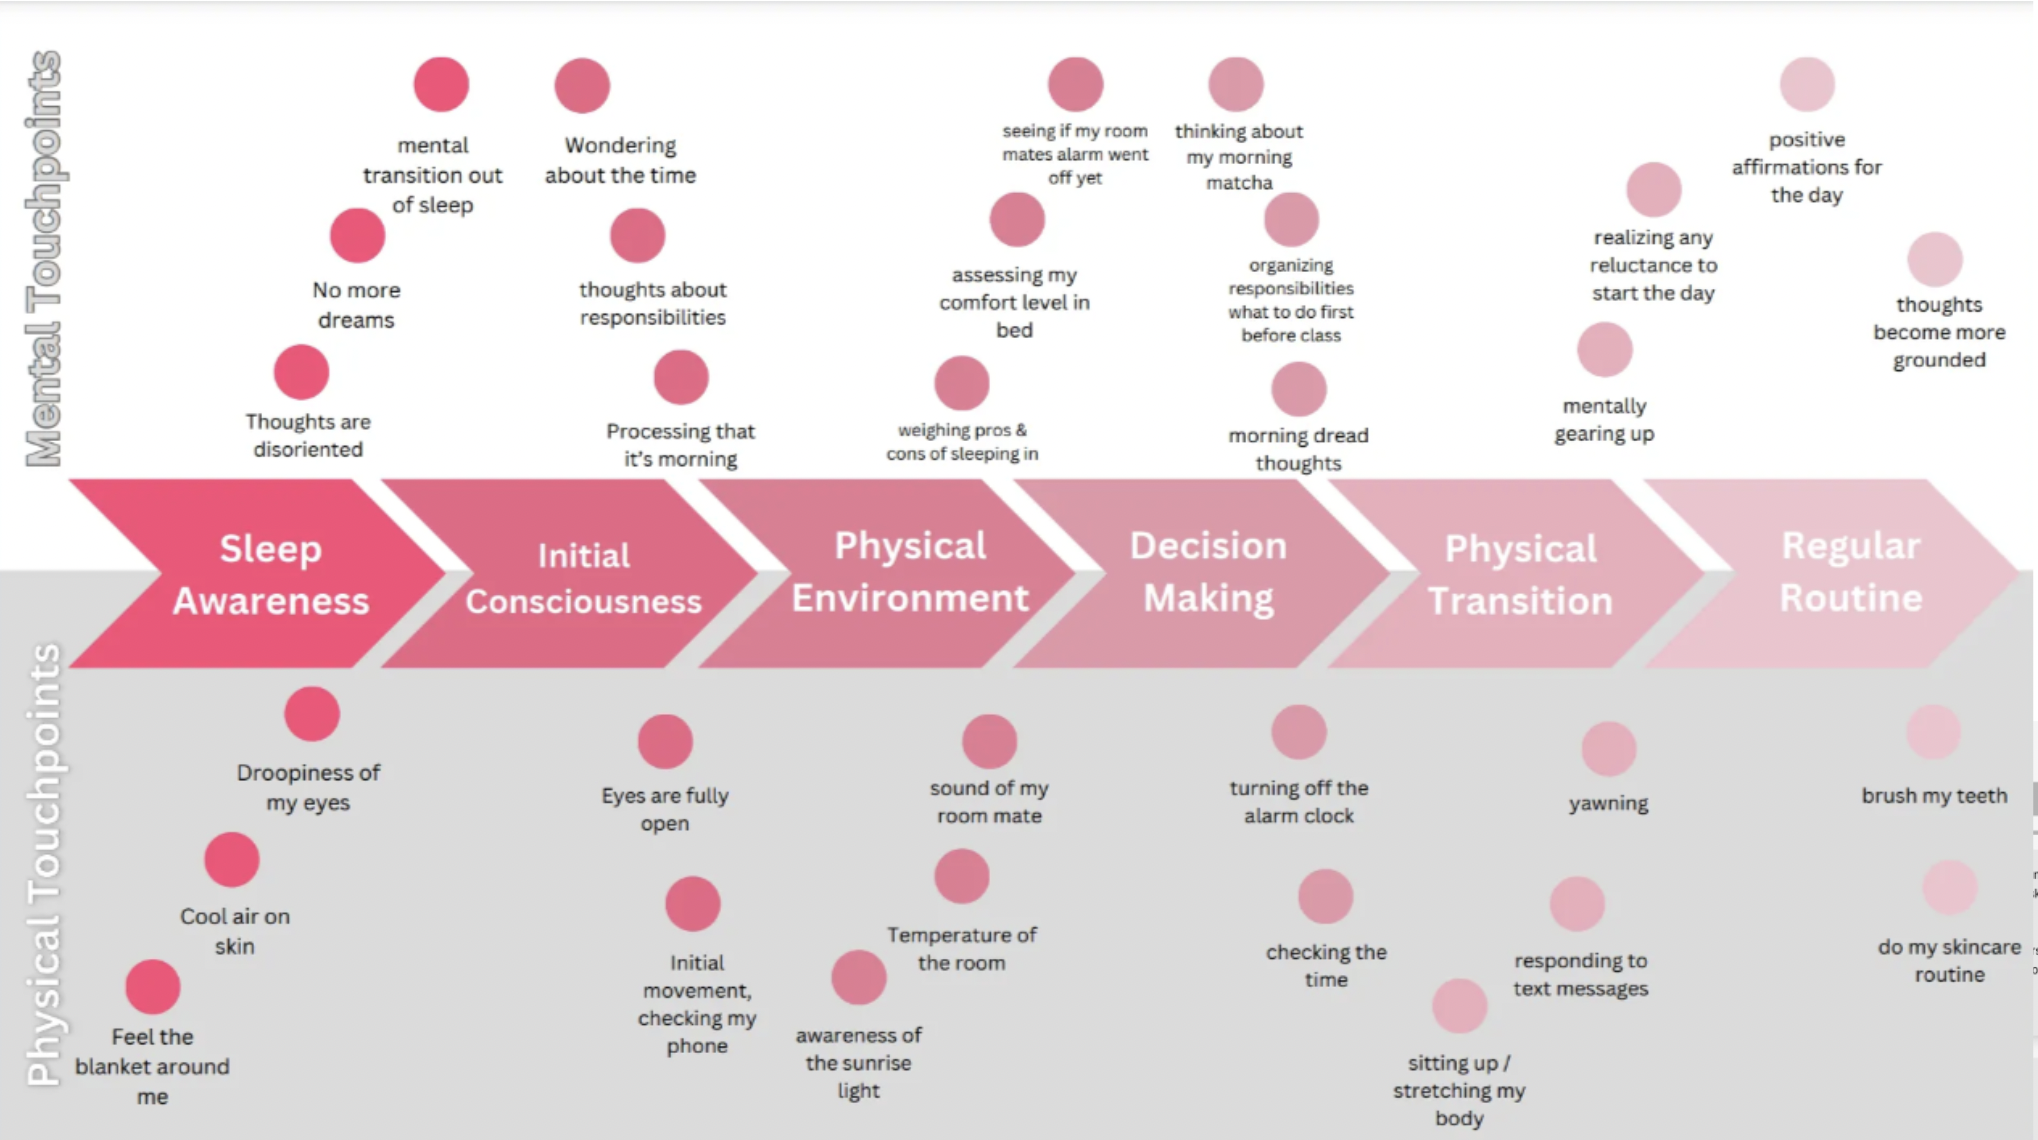 Mental Touchpoints
mental
transition out
of sleep
No more
dreams
Thoughts are
disoriented
Wondering
about the time
thoughts about
responsibilities
Processing that
it's morning
seeing if my room
mates alarm went
off yet
assessing my
comfort level in
bed
weighing pros &
cons of sleeping in
thinking about
my morning
matcha
organizing
responsibilities
what to do first
before class
morning dread
thoughts
realizing any
reluctance to
start the day
mentally
gearing up
positive
affirmations for
the day
thoughts
become more
grounded
Sleep
Awareness
Initial
Consciousness
Physical
Environment
Decision
Making
Physical
Transition
Regular
Routine
Physical Touchpoints
Droopiness of
my eyes
Cool air on
skin
Feel the
blanket around
me
Eyes are fully
open
Initial
movement,
checking my
phone
sound of my
room mate
Temperature of
the room
awareness of
the sunrise
light
turning off the
alarm clock
checking the
time
yawning
responding to
text messages
sitting up /
stretching my
body
brush my teeth
do my skincare
routine